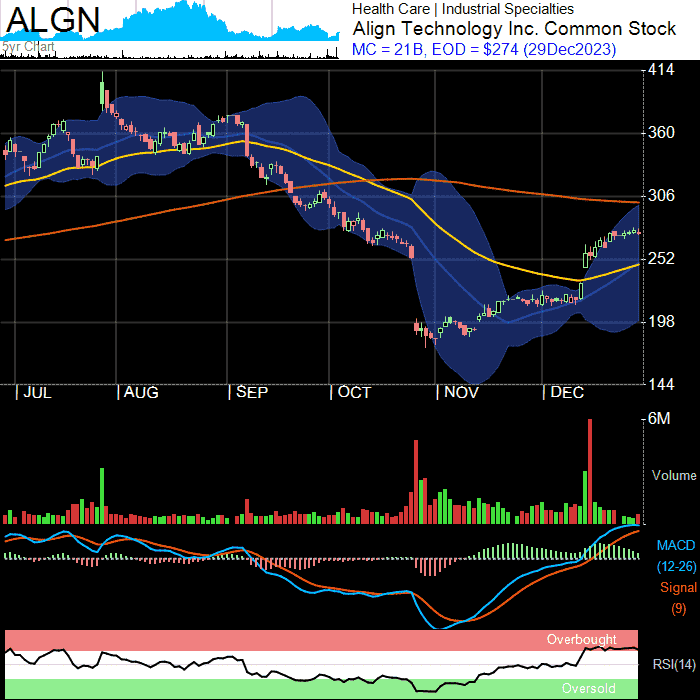 ALGN
5yr Chart
Health Care | Industrial Specialties
Align Technology Inc. Common Stock
MC = 21B, EOD = $274 (29Dec2023)
414
360
306
252
198
144
JUL AUG SEP OCT NOV DEC
6M
Volume
MACD
(12-26)
Signal
(9)
Overbought
RSI(14)
Oversold